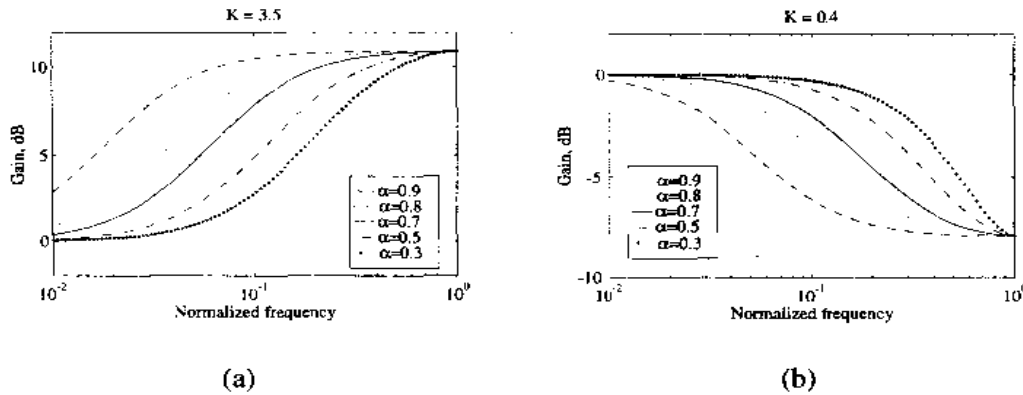 K = 3.5
10
5
0
Gain, dB
α=0.9
α=0.8
α=0.7
α=0.5
α=0.3
10⁻²
10⁻¹
10⁰
Normalized frequency
(a)
K = 0.4
0
-5
-10
Gain, dB
α=0.9
α=0.8
α=0.7
α=0.5
α=0.3
10⁻²
10⁻¹
10⁰
Normalized frequency
(b)